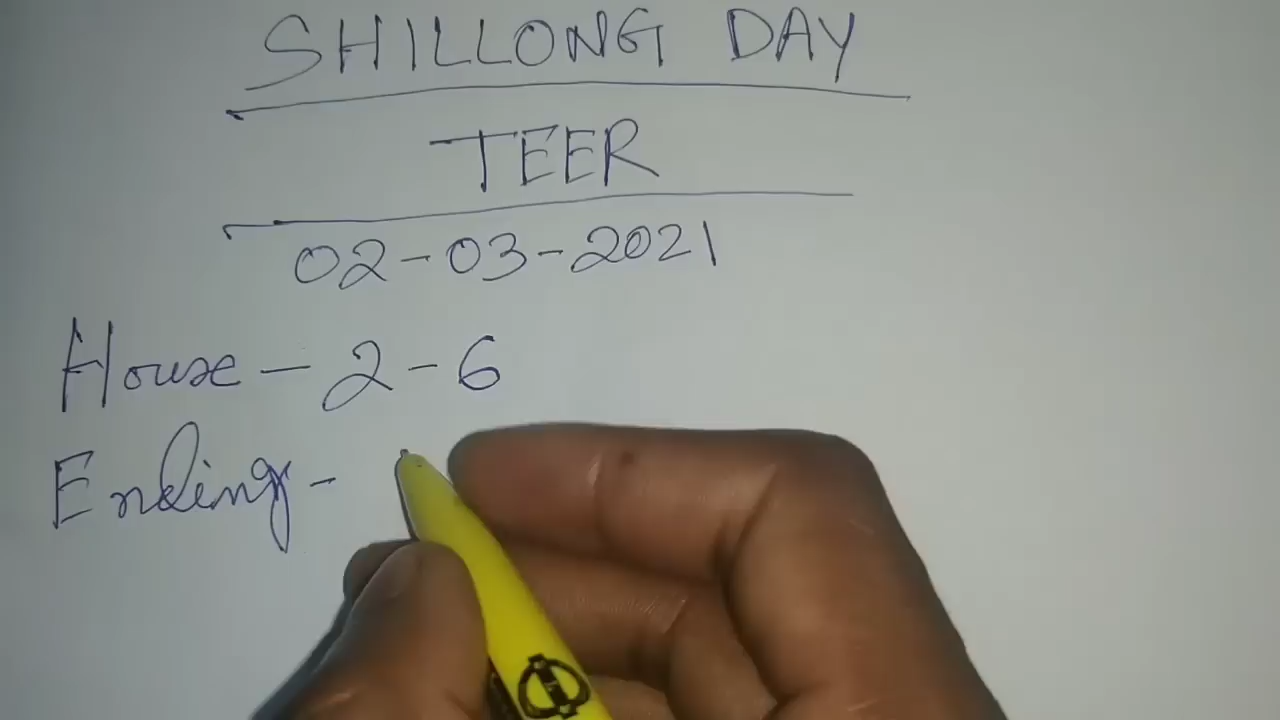 SHILLONG DAY
TEER
02-03-2021
House - 2 - 6
Ending -